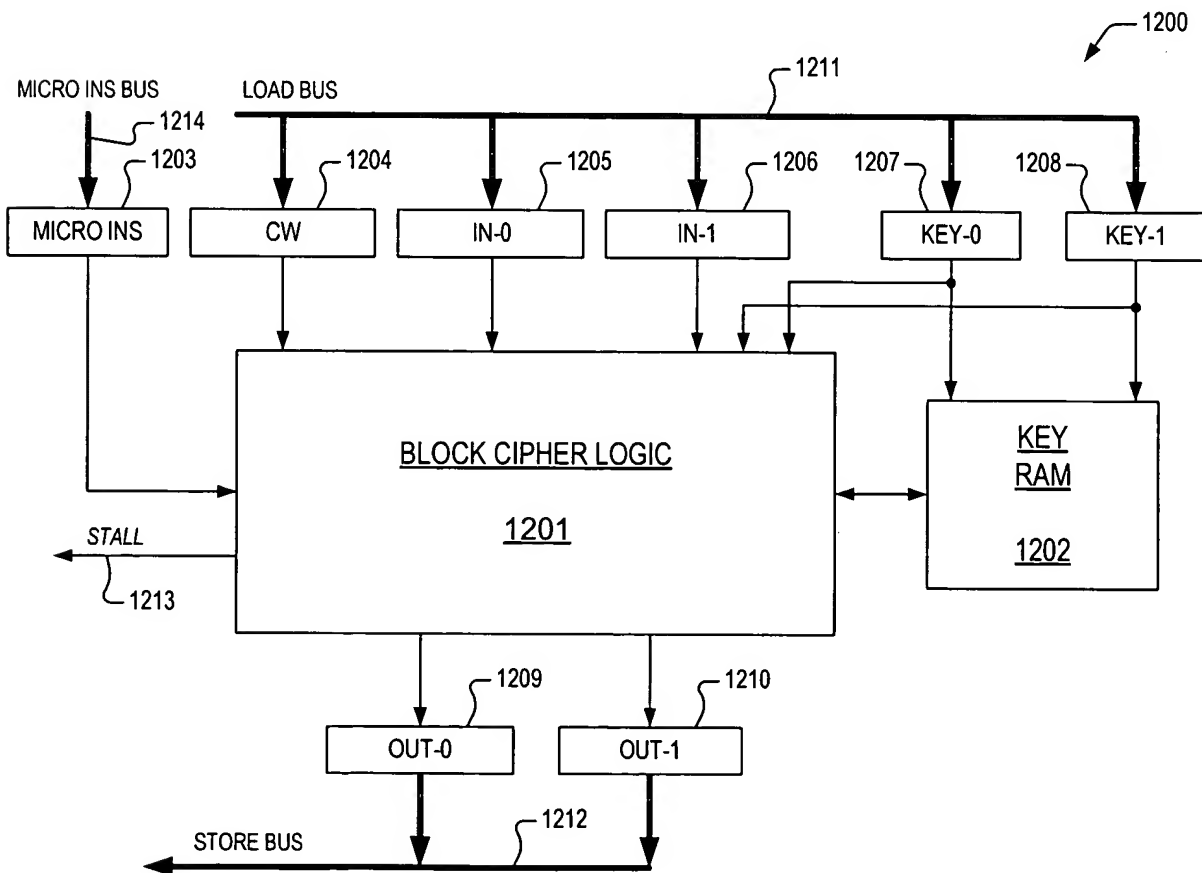 1200
MICRO INS BUS
LOAD BUS
1211
1214
1203
1204
1205
1206
1207
1208
MICRO INS
CW
IN-0
IN-1
KEY-0
KEY-1
BLOCK CIPHER LOGIC
1201
KEY
RAM
1202
STALL
1213
1209
1210
OUT-0
OUT-1
STORE BUS
1212